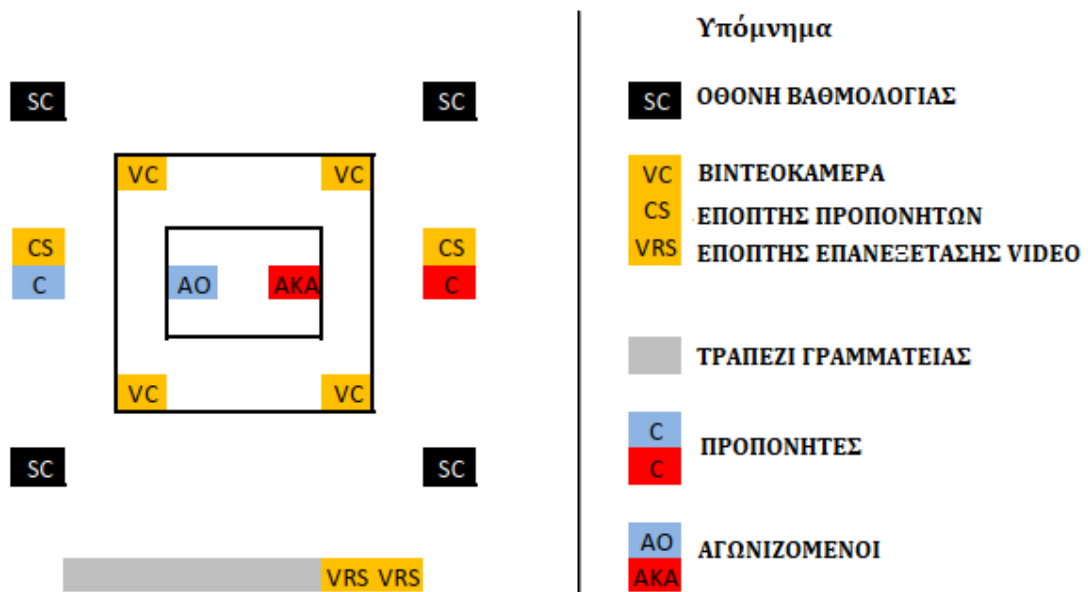 Υπόμνημα
SC SC
SC ΟΘΟΝΗ ΒΑΘΜΟΛΟΓΙΑΣ
VC VC
VC ΒΙΝΤΕΟΚΑΜΕΡΑ
CS ΕΠΟΠΤΗΣ ΠΡΟΠΟΝΗΤΩΝ
CS CS
VRS ΕΠΟΠΤΗΣ ΕΠΑΝΕΞΕΤΑΣΗΣ VIDEO
C AO AKA C
ΤΡΑΠΕΖΙ ΓΡΑΜΜΑΤΕΙΑΣ
VC VC
C
ΠΡΟΠΟΝΗΤΕΣ
C
SC SC
AO
ΑΓΩΝΙΖΟΜΕΝΟΙ
AKA
VRS VRS